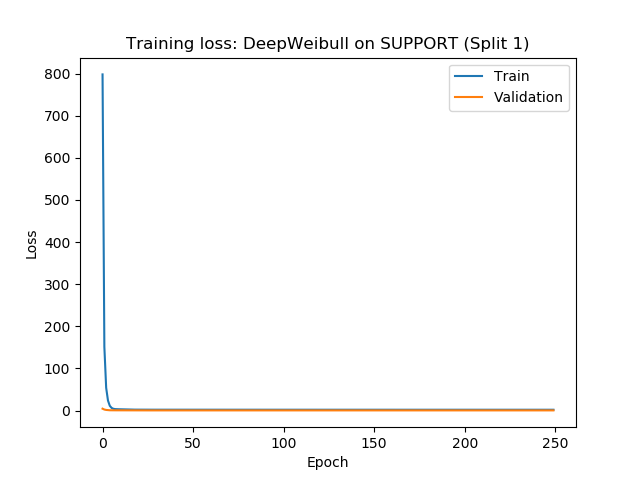 Training loss: DeepWeibull on SUPPORT (Split 1)
Train
Validation
Loss
800
700
600
500
400
300
200
100
0
0 50 100 150 200 250
Epoch